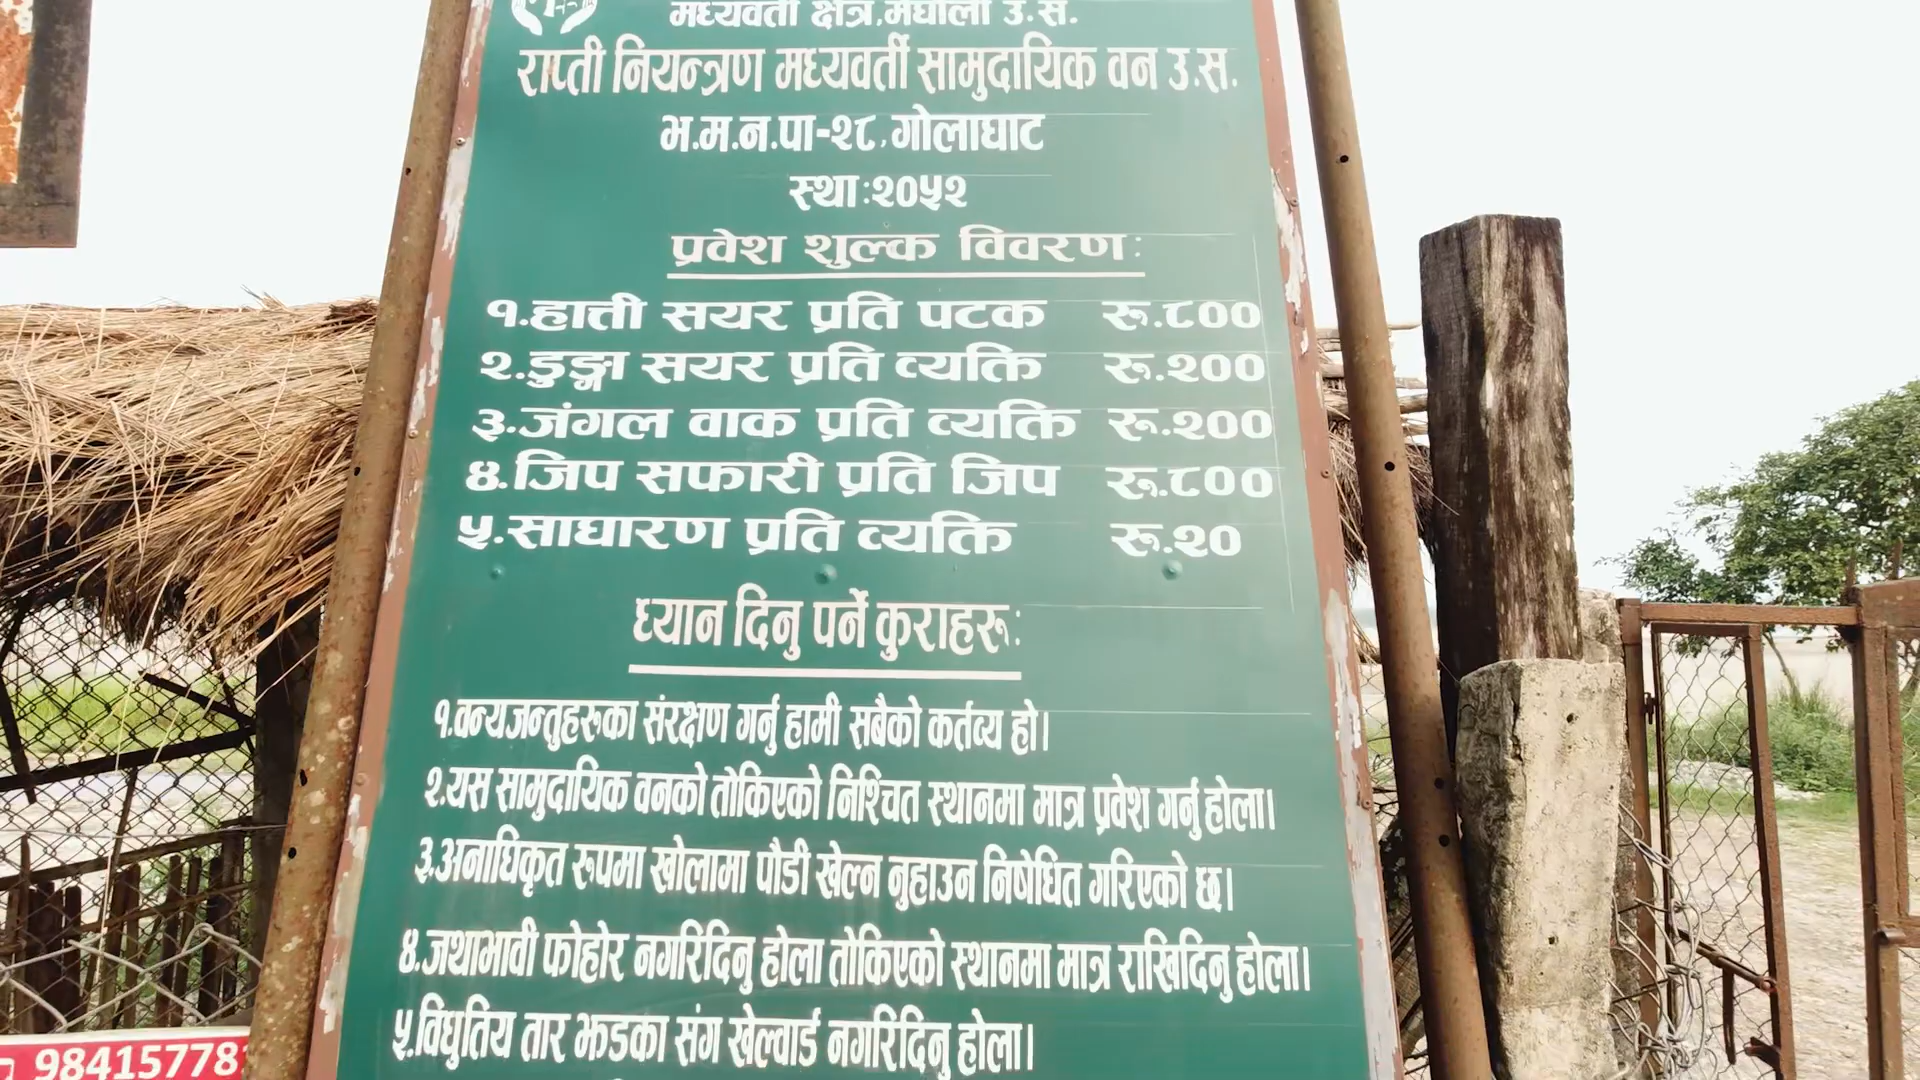 मध्यवर्ती क्षेत्र,मेघौली उ.स.
राप्ती नियन्त्रण मध्यवर्ती सामुदायिक वन उ.स.
भ.म.न.पा-२८,गोलाघाट
स्था:२०५२
प्रवेश शुल्क विवरण:
१.हात्ती सयर प्रति पटक रू.८००
२.डुङ्गा सयर प्रति व्यक्ति रू.२००
३.जंगल वाक प्रति व्यक्ति रू.२००
४.जिप सफारी प्रति जिप रू.८००
५.साधारण प्रति व्यक्ति रू.२०
ध्यान दिनु पर्ने कुराहरू:
१.वन्यजन्तुहरुका संरक्षण गर्नु हामी सबैको कर्तव्य हो।
२.यस सामुदायिक वनको तोकिएको निश्चित स्थानमा मात्र प्रवेश गर्नु होला।
३.अनाधिकृत रुपमा खोलामा पौडी खेल्न नुहाउन निषेधित गरिएको छ।
४.जथाभावी फोहोर नगरिदिनु होला तोकिएको स्थानमा मात्र राखिदिनु होला।
५.विधुतिय तार झडका संग खेल्वार्ड नगरिदिनु होला।
984157781